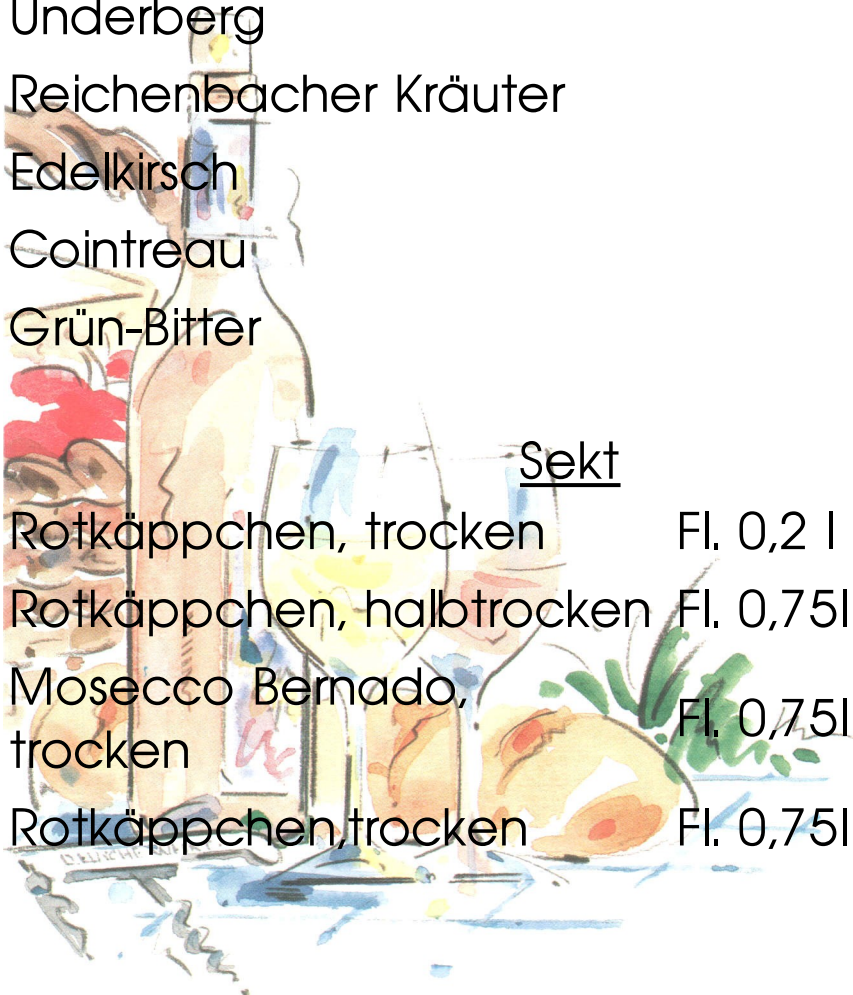 Underberg
Reichenbacher Kräuter
Edelkirsch
Cointreau
Grün-Bitter
Sekt
Rotkäppchen, trocken Fl. 0,2 l
Rotkäppchen, halbtrocken Fl. 0,75l
Mosecco Bernado,
trocken Fl. 0,75l
Rotkäppchen,trocken Fl. 0,75l